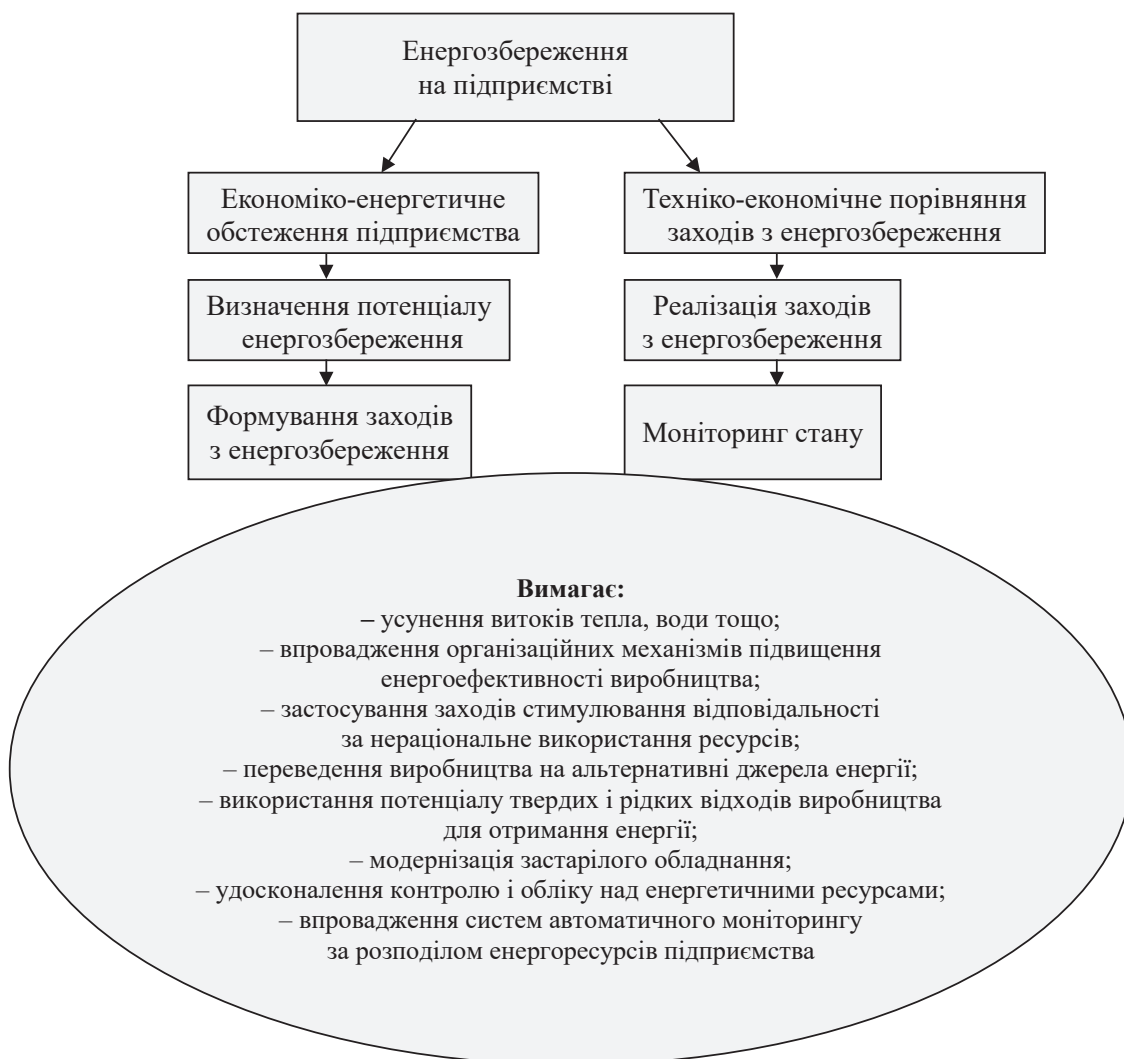 Енергозбереження
на підприємстві
Економіко-енергетичне
обстеження підприємства
Визначення потенціалу
енергозбереження
Формування заходів
з енергозбереження
Техніко-економічне порівняння
заходів з енергозбереження
Реалізація заходів
з енергозбереження
Моніторинг стану
Вимагає:
– усунення витоків тепла, води тощо;
– впровадження організаційних механізмів підвищення
енергоефективності виробництва;
– застосування заходів стимулювання відповідальності
за нераціональне використання ресурсів;
– переведення виробництва на альтернативні джерела енергії;
– використання потенціалу твердих і рідких відходів виробництва
для отримання енергії;
– модернізація застарілого обладнання;
– удосконалення контролю і обліку над енергетичними ресурсами;
– впровадження систем автоматичного моніторингу
за розподілом енергоресурсів підприємства